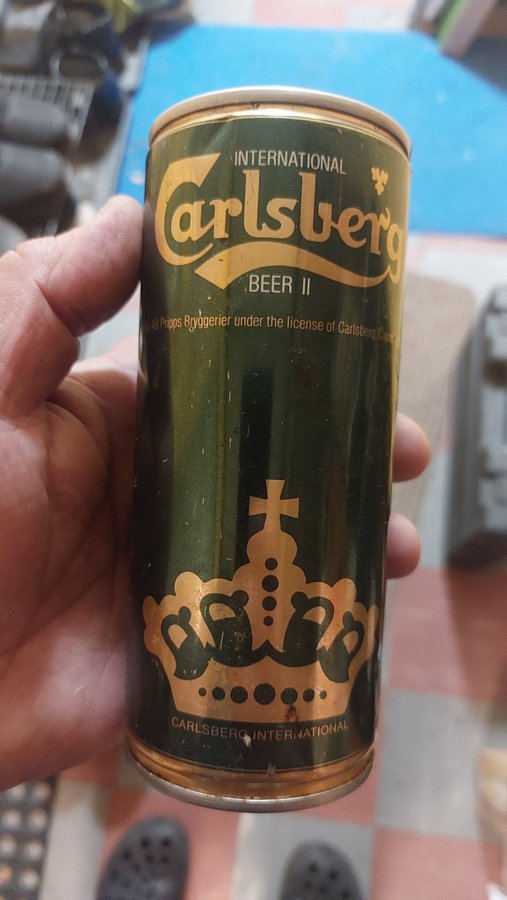 INTERNATIONAL
Carlsberg
BEER II
AB Pripps Bryggerier under the license of Carlsberg,
CARLSBERG INTERNATIONAL